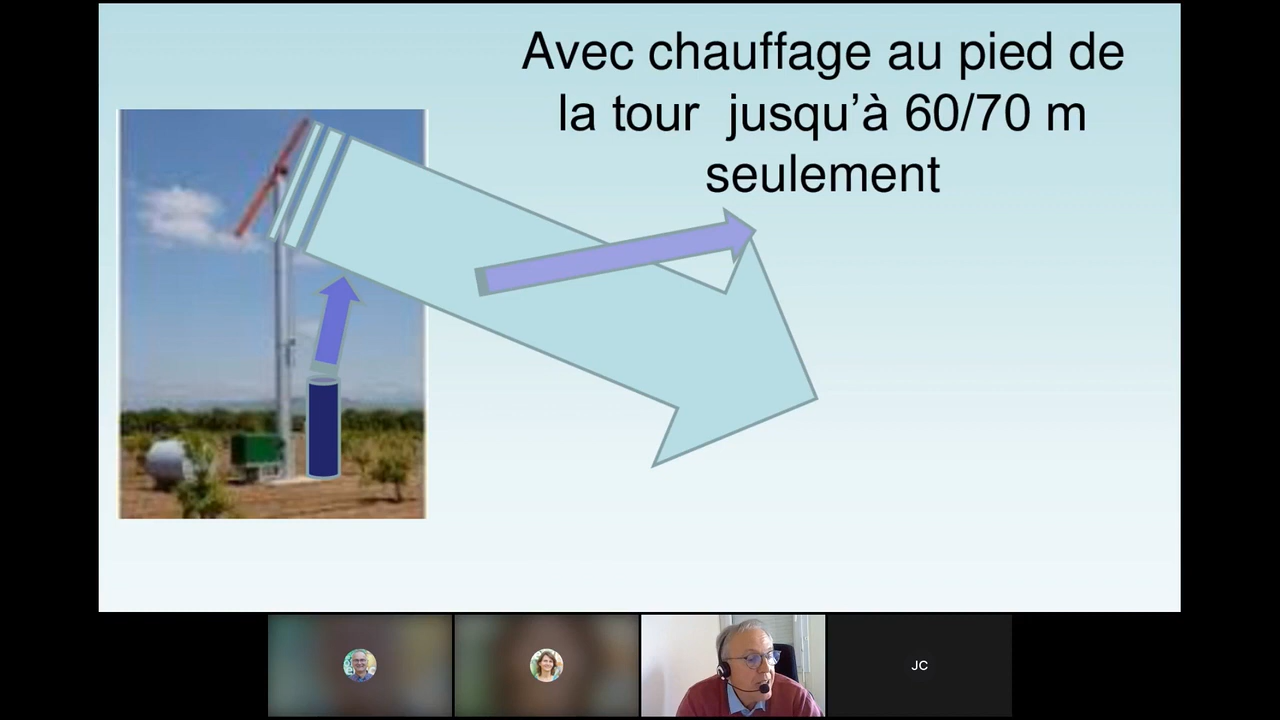 Avec chauffage au pied de
la tour jusqu’à 60/70 m
seulement
JC